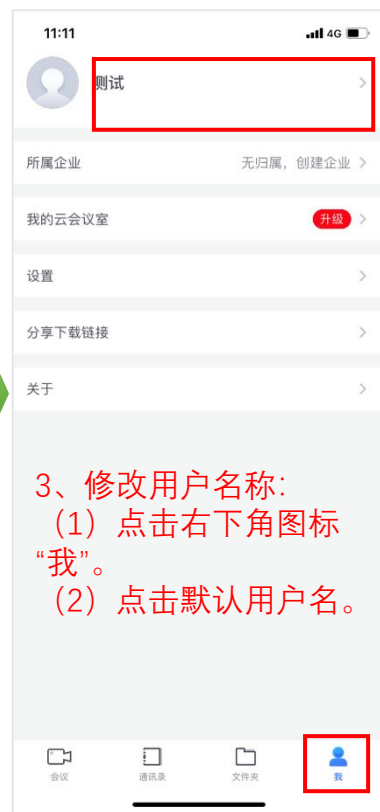 11:11 4G
测试
所属企业 无归属，创建企业
我的云会议室 升级
设置
分享下载链接
关于
3、修改用户名称：
（1）点击右下角图标
“我”。
（2）点击默认用户名。
会议 通讯录 文件夹 我